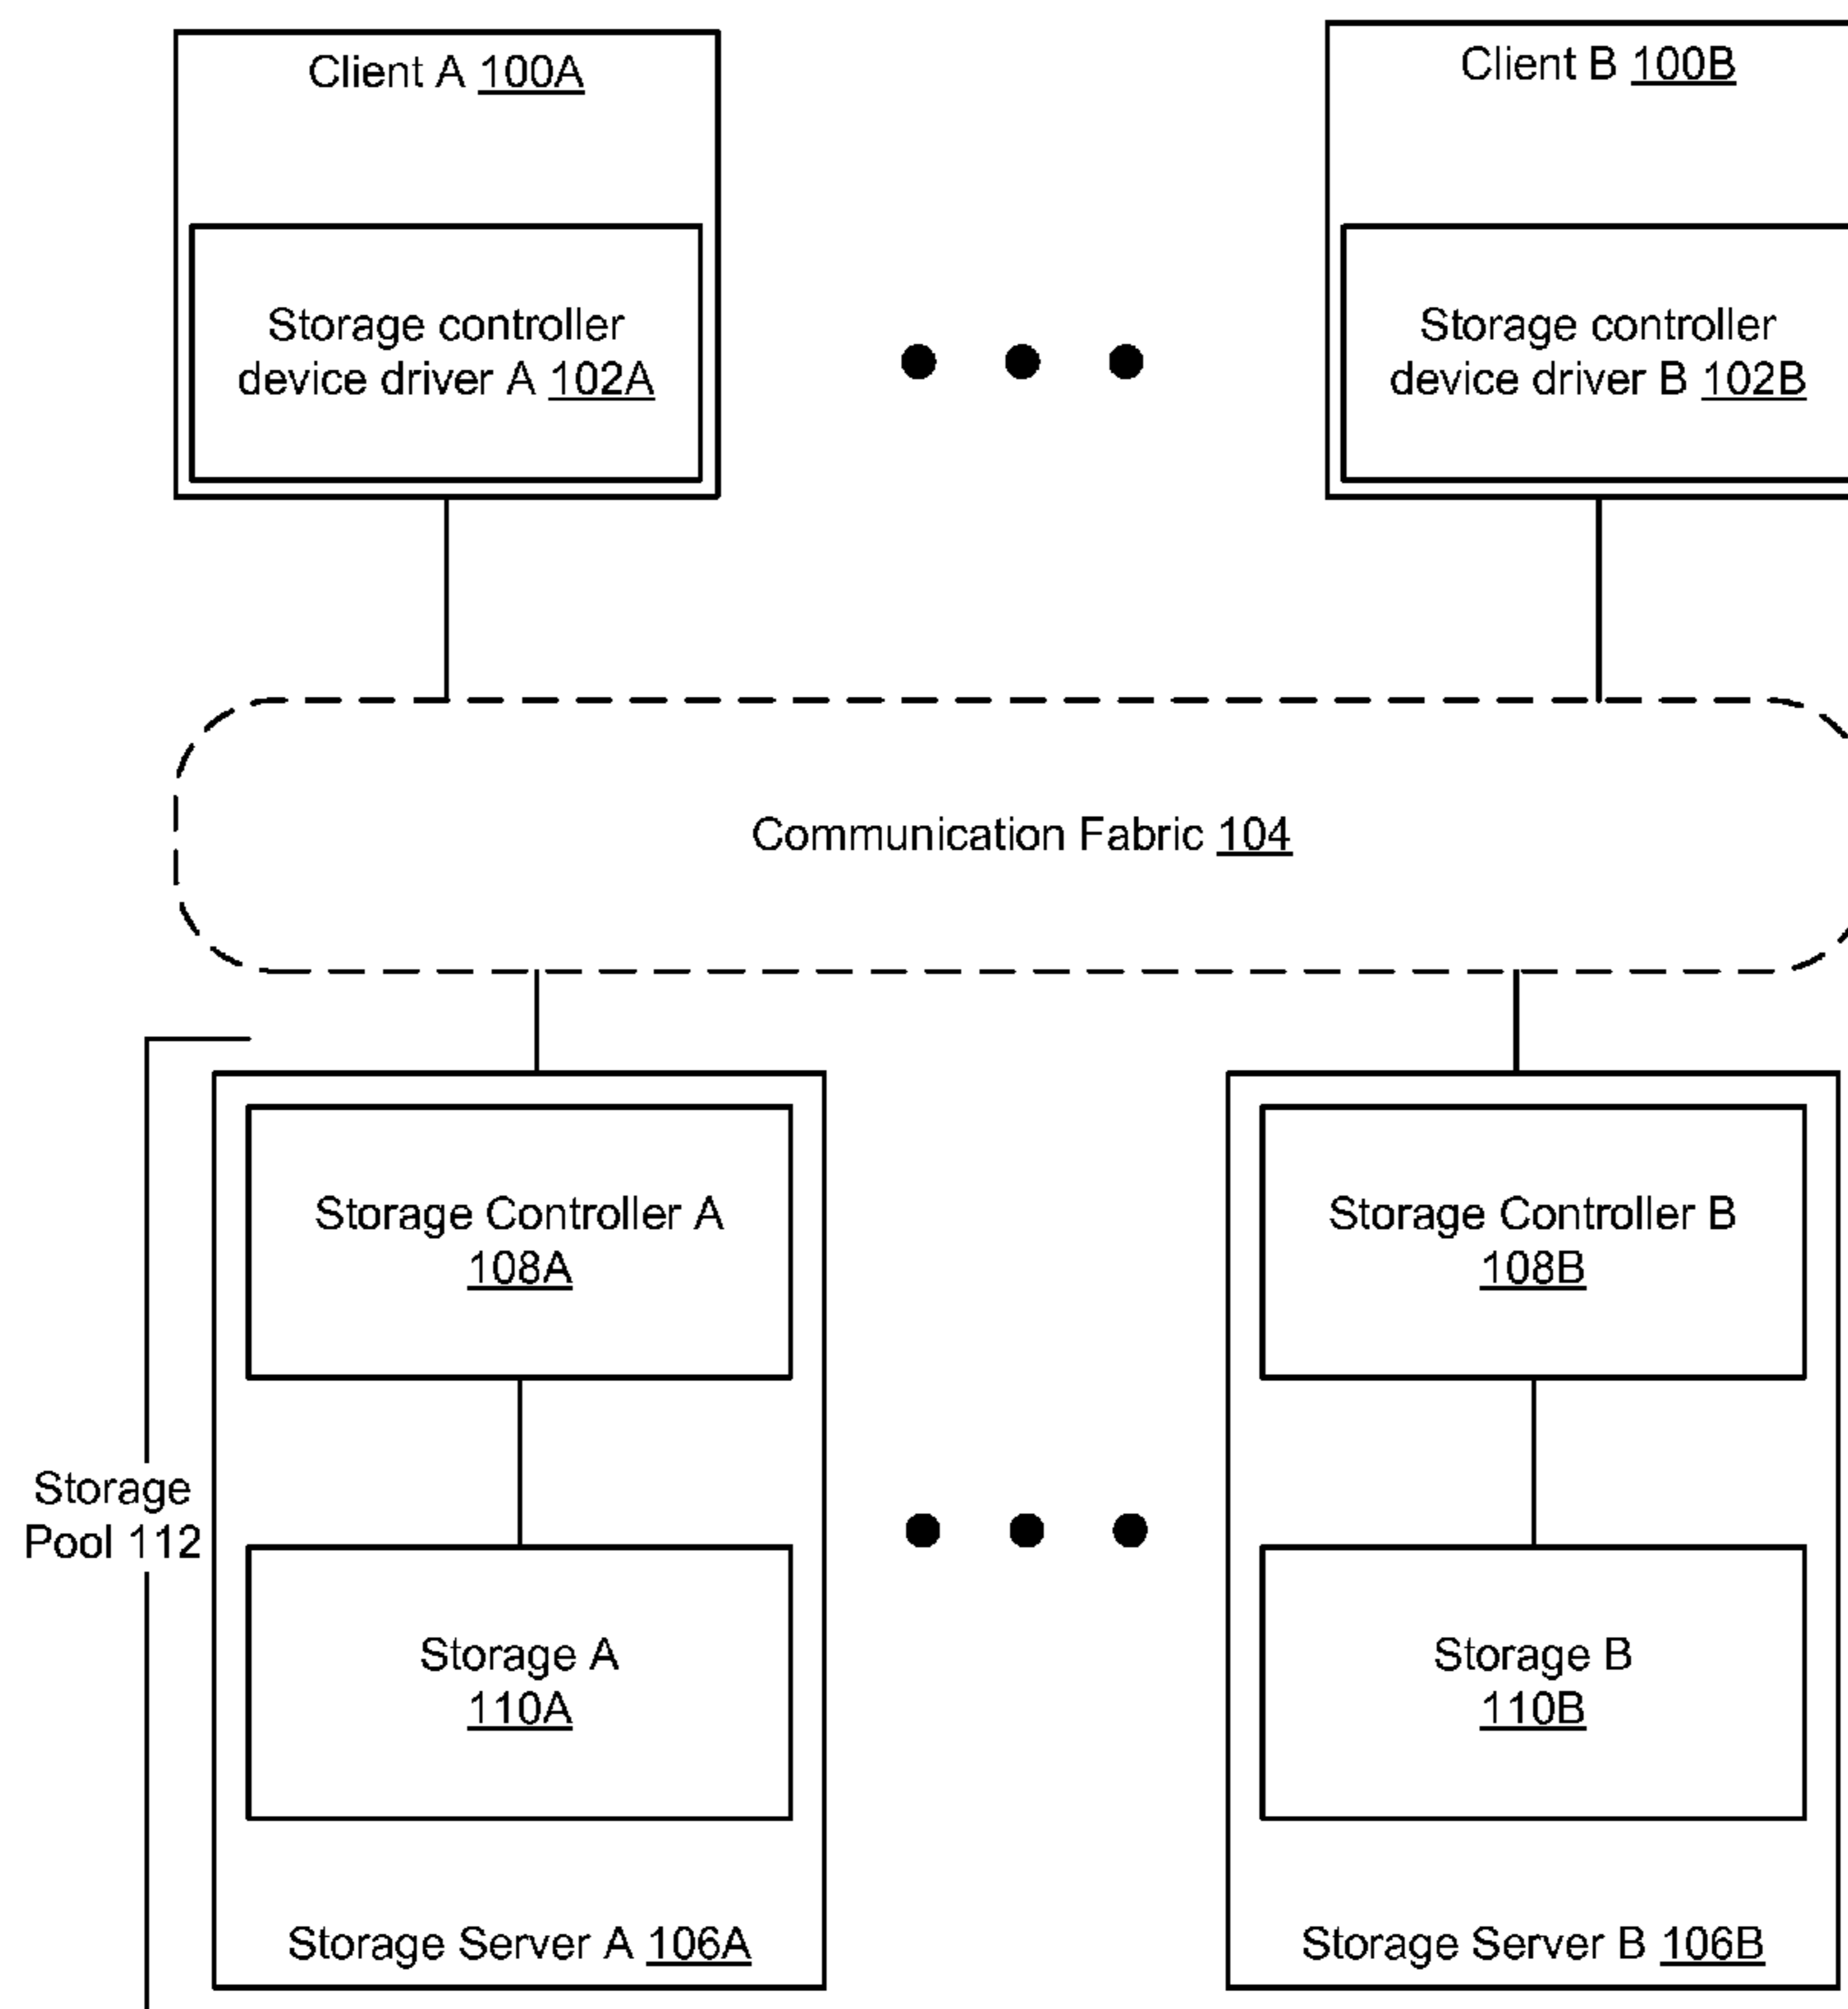 Client A 100A
Client B 100B
Storage controller
device driver A 102A
Storage controller
device driver B 102B
Communication Fabric 104
Storage Controller A
108A
Storage Controller B
108B
Storage
Pool 112
Storage A
110A
Storage B
110B
Storage Server A 106A
Storage Server B 106B